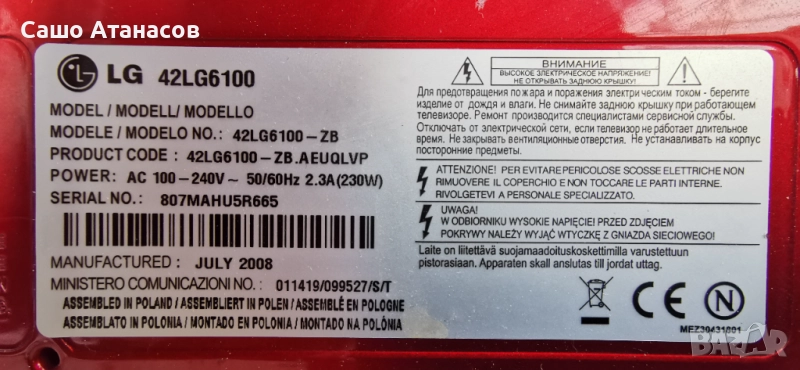 Сашо Атанасов
LG 42LG6100
MODEL / MODELL/ MODELLO
MODELE / MODELO NO. : 42LG6100-ZB
PRODUCT CODE : 42LG6100-ZB.AEUQLVP
POWER: AC 100-240V~ 50/60Hz 2.3A(230W)
SERIAL NO.: 807MAHU5R665
MANUFACTURED : JULY 2008
MINISTERO COMUNICAZIONI N. : 011419/099527/S/T
ASSEMBLED IN POLAND / ASSEMBLIERT IN POLEN / ASSEMBLÉ EN POLOGNE
ASSEMBLATO IN POLONIA / MONTADO EN POLONIA / MONTADO NA POLÔNIA
ВНИМАНИЕ
ВЫСОКОЕ ЭЛЕКТРИЧЕСКОЕ НАПРЯЖЕНИЕ!
НЕ ОТКРЫВАТЬ!
Для предотвращения пожара и поражения электрическим током - берегите
изделие от дождя и влаги. Не снимайте заднюю крышку при работающем
телевизоре. Ремонт производится специалистами сервисной службы.
Отключать от электрической сети, если телевизор не работает длительное
время. Не закрывать вентиляционные отверстия. Не устанавливать на корпус
посторонние предметы.
ATTENZIONE! PER EVITARE PERICOLOSE SCOSSE ELETTRICHE NON
RIMUOVERE IL COPERCHIO E NON TOCCARE LE PARTI INTERNE.
RIVOLGETEVI A PERSONALE SPECIALIZZATO.
UWAGA!
W ODBIORNIKU WYSOKIE NAPIĘCIE! PRZED ZDJĘCIEM
POKRYWY NALEŻY WYJĄĆ WTYCZKĘ Z GNIAZDA SIECIOWEGO!
Laite on liitettävä suojamaadoituskoskettimilla varustettuun
pistorasiaan. Apparaten skall anslutas till jordat uttag.
CE N
MEZ30431801
bazar